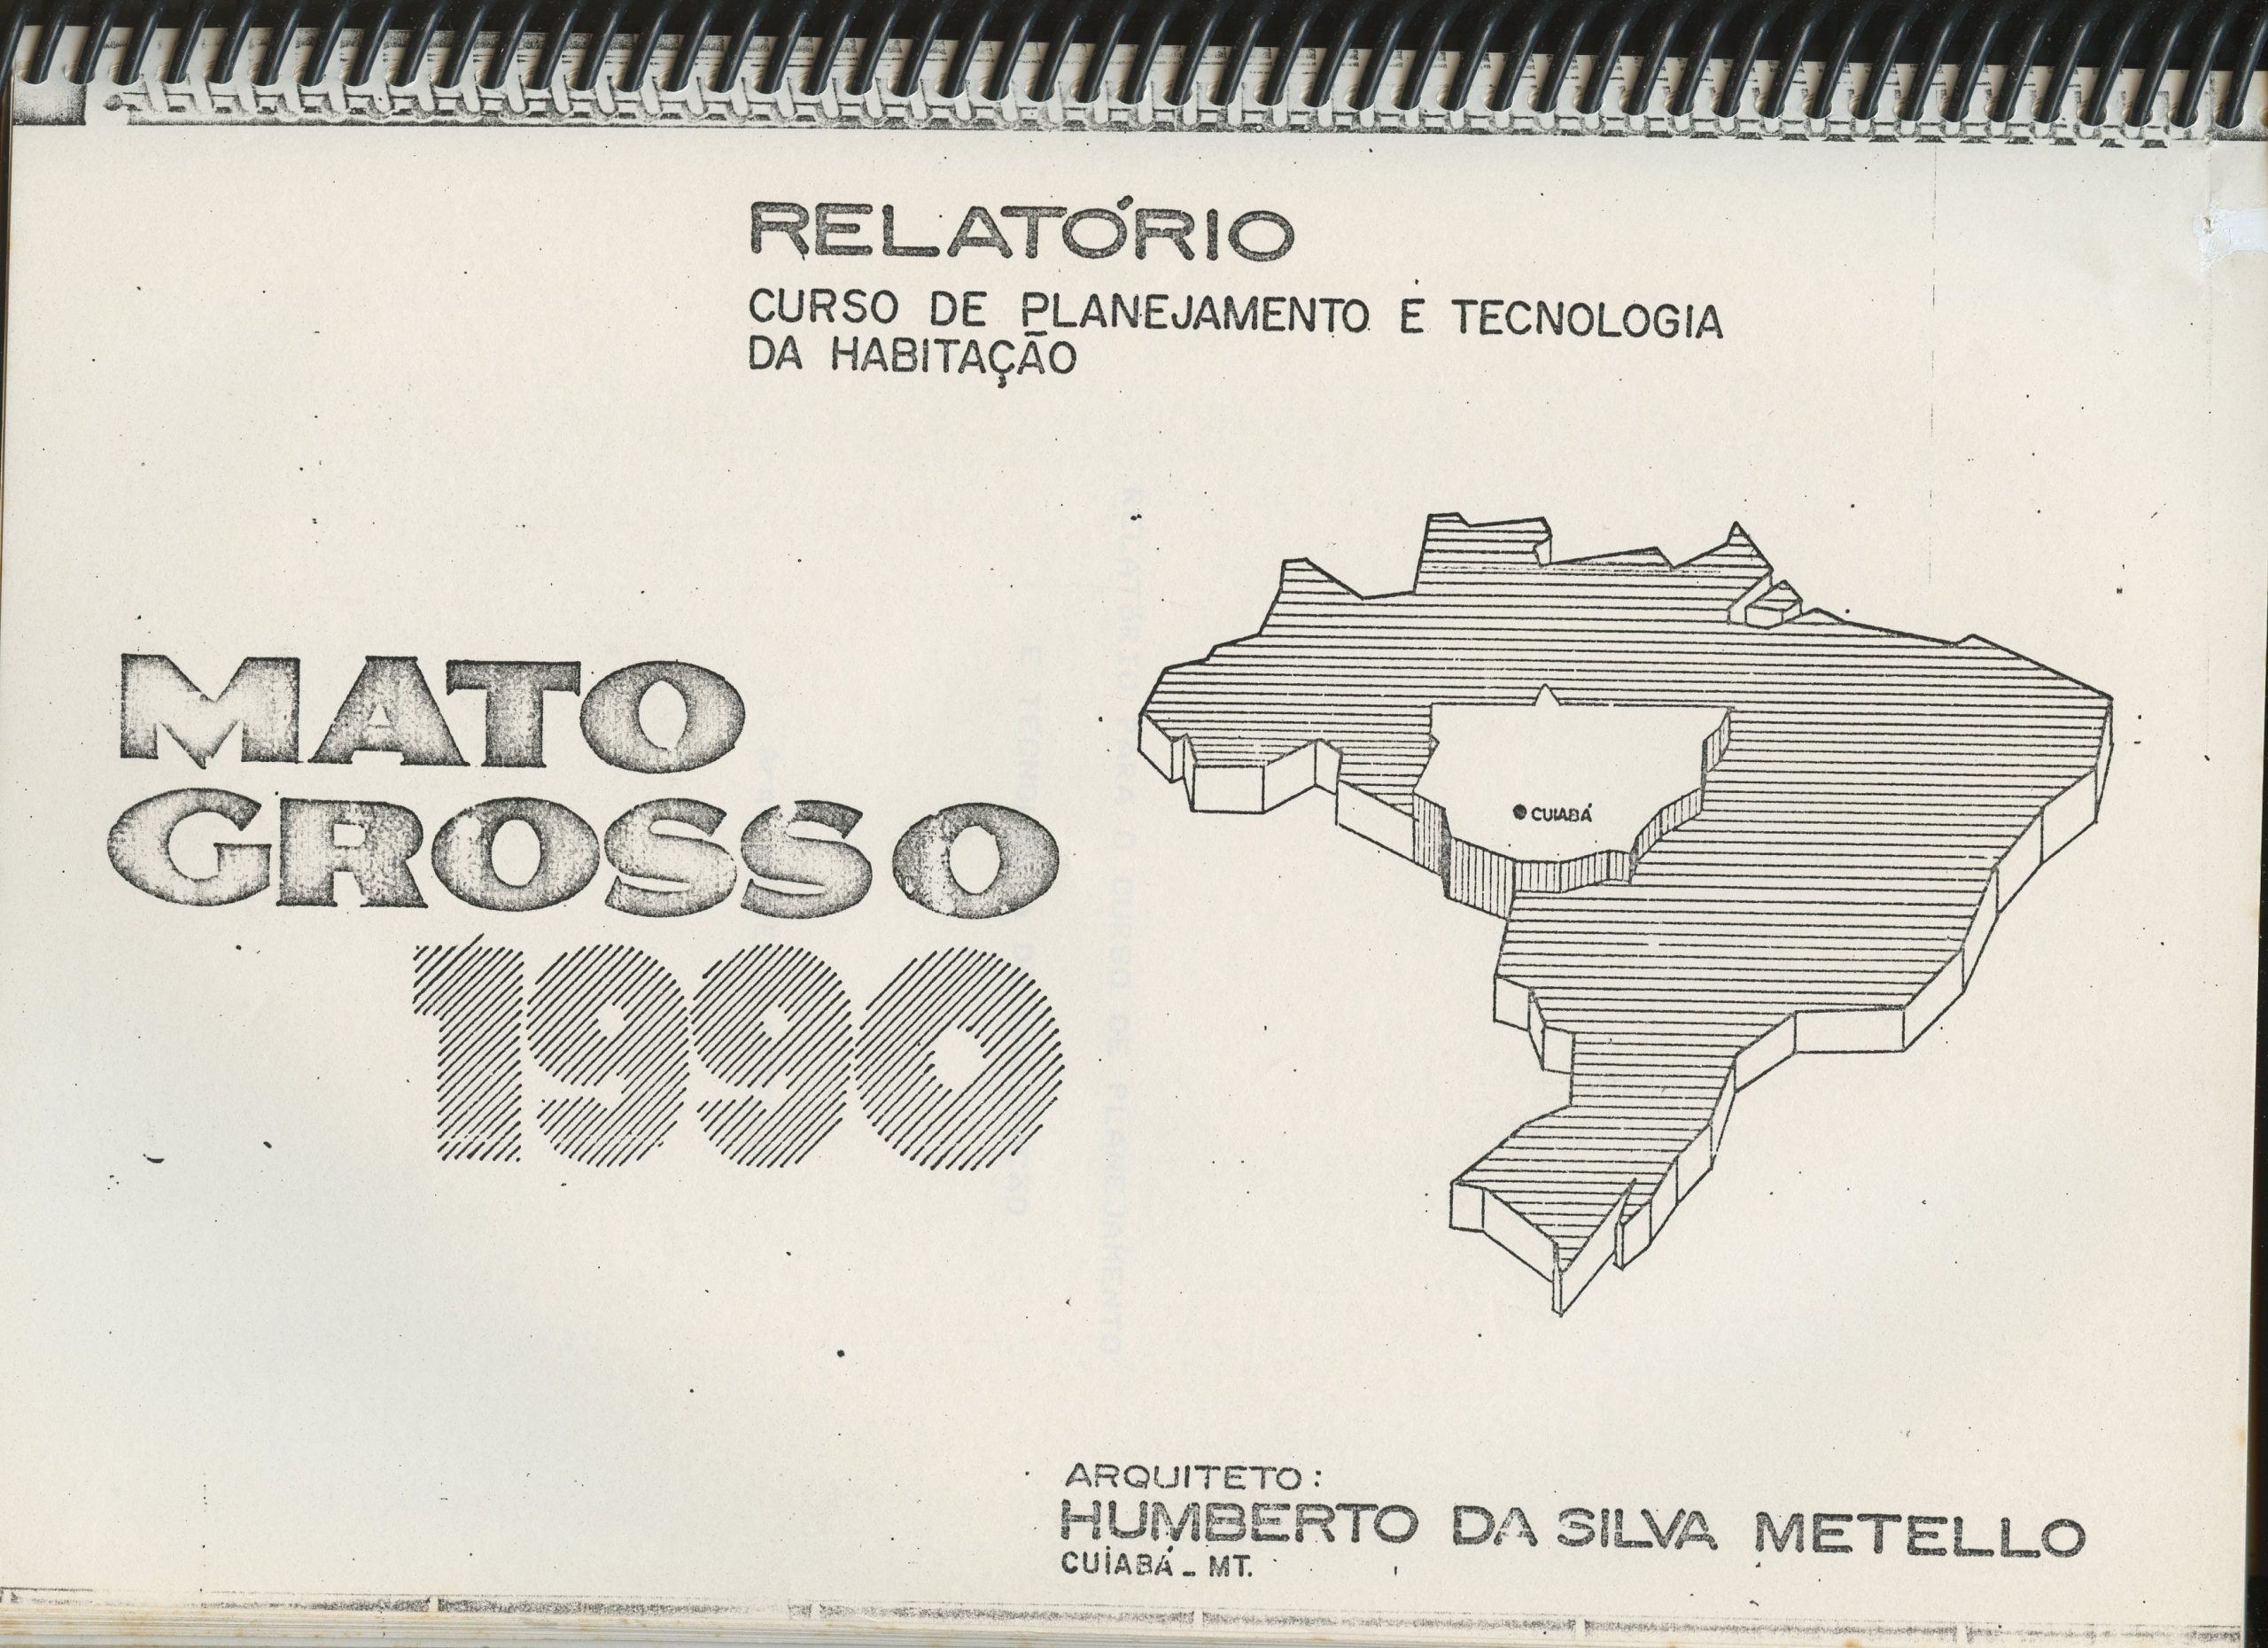 RELATÓRIO
CURSO DE PLANEJAMENTO E TECNOLOGIA
DA HABITAÇÃO
MATO
GROSSO
1990
CUIABÁ
ARQUITETO:
HUMBERTO DA SILVA METELLO
CUIABÁ - MT.